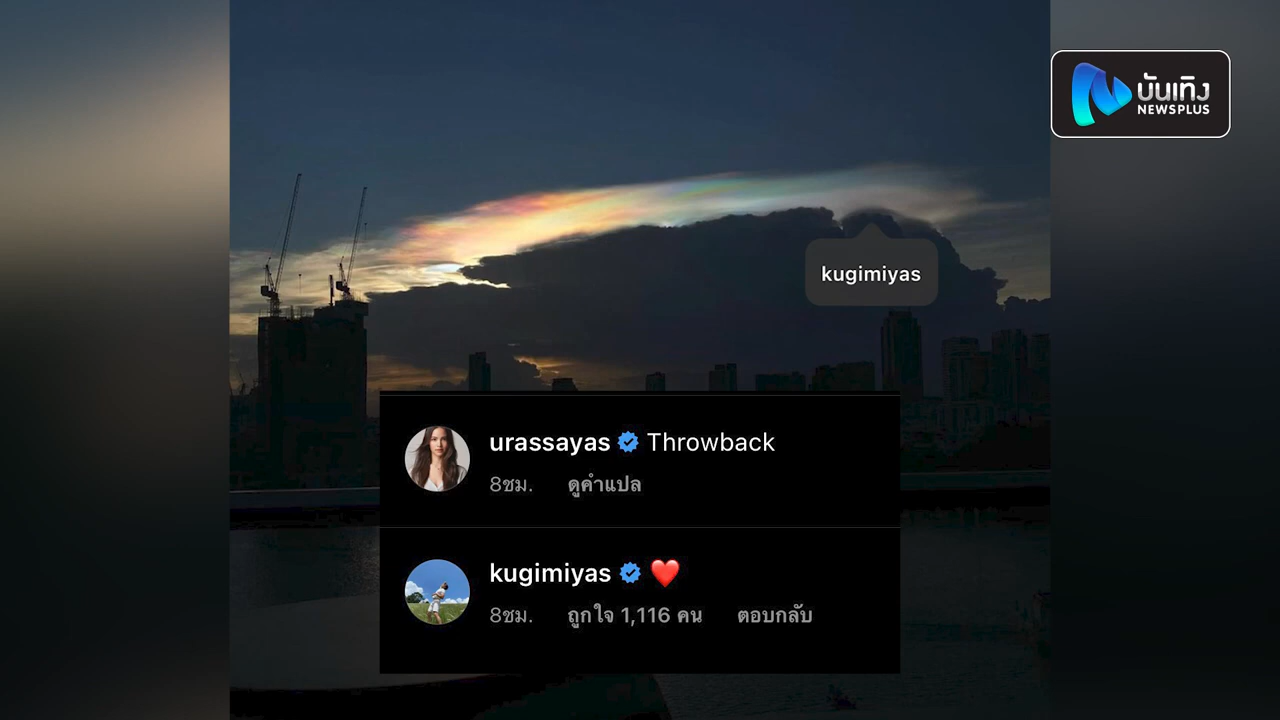 บันเทิง
NEWSPLUS
kugimiyas
urassayas Throwback
8ชม. ดูคำแปล
kugimiyas ❤️
8ชม. ถูกใจ 1,116 คน ตอบกลับ